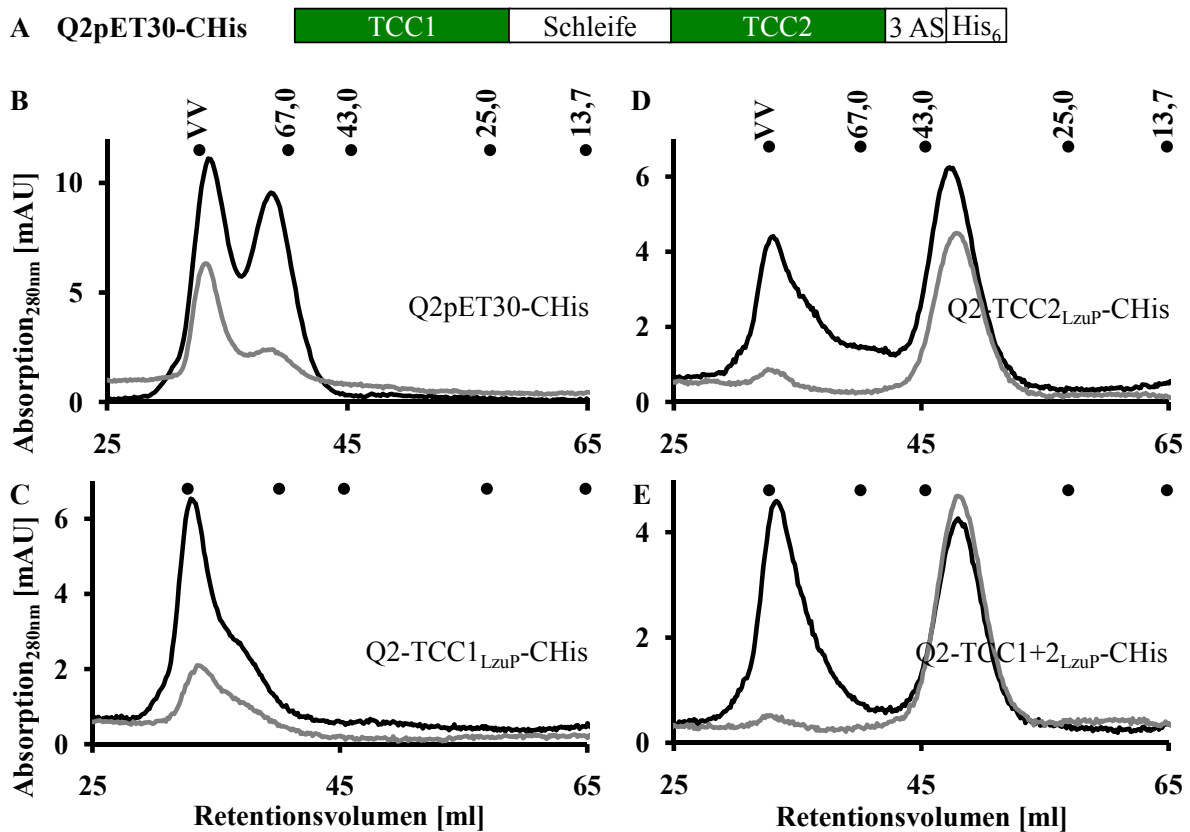 A Q2pET30-CHis TCC1 Schleife TCC2 3 AS His₆
B VV 67,0 43,0 25,0 13,7
Absorption₂₈₀nm [mAU]
10
5
0
Q2pET30-CHis
25 45 65
D VV 67,0 43,0 25,0 13,7
6
4
2
0
Q2-TCC2LzuP-CHis
25 45 65
C
Absorption₂₈₀nm [mAU]
6
4
2
0
Q2-TCC1LzuP-CHis
25 45 65
Retentionsvolumen [ml]
E
4
2
0
Q2-TCC1+2LzuP-CHis
25 45 65
Retentionsvolumen [ml]